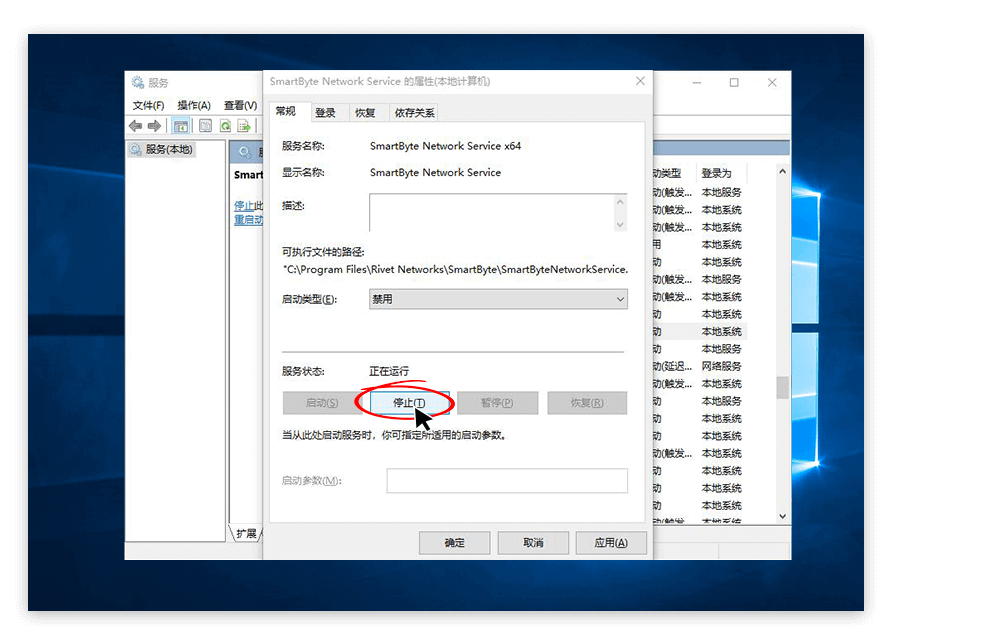 服务
SmartByte Network Service 的属性(本地计算机)
文件(F) 操作(A) 查看(V)
常规 登录 恢复 依存关系
服务(本地)
服务名称: SmartByte Network Service x64
显示名称: SmartByte Network Service
描述:
可执行文件的路径:
"C:\Program Files\Rivet Networks\SmartByte\SmartByteNetworkService.
启动类型(E): 禁用
服务状态: 正在运行
启动(S) 停止(T) 暂停(P) 恢复(R)
当从此处启动服务时，你可指定所适用的启动参数。
启动参数(M):
确定 取消 应用(A)
Smart
停止此
重启动
扩展
动类型 登录为
动(触发... 本地服务
动(触发... 本地系统
动(触发... 本地系统
用 本地系统
动 本地系统
动(触发... 本地服务
动(触发... 本地系统
动 本地系统
动 本地系统
动 本地服务
动(延迟... 网络服务
动(触发... 本地系统
动 本地服务
动 本地系统
动 本地系统
动(触发... 本地系统
动 本地系统
动 本地系统
动 本地系统
动(触发... 本地系统